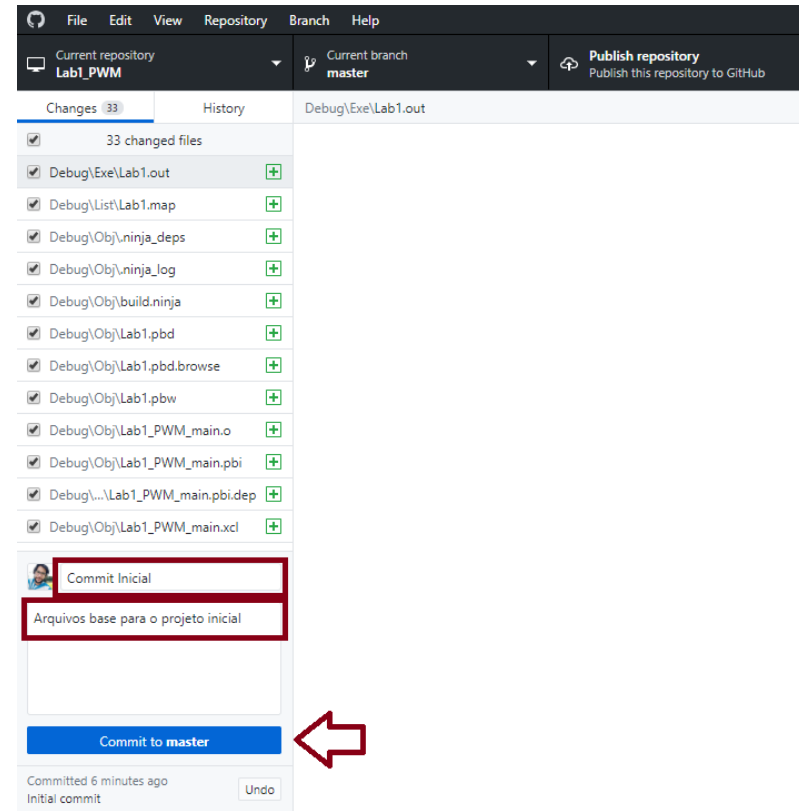 File Edit View Repository Branch Help
Current repository
Lab1_PWM
Current branch
master
Publish repository
Publish this repository to GitHub
Changes 33 History
Debug\Exe\Lab1.out
33 changed files
Debug\Exe\Lab1.out
Debug\List\Lab1.map
Debug\Obj\.ninja_deps
Debug\Obj\.ninja_log
Debug\Obj\build.ninja
Debug\Obj\Lab1.pbd
Debug\Obj\Lab1.pbd.browse
Debug\Obj\Lab1.pbw
Debug\Obj\Lab1_PWM_main.o
Debug\Obj\Lab1_PWM_main.pbi
Debug\...\Lab1_PWM_main.pbi.dep
Debug\Obj\Lab1_PWM_main.xcl
Commit Inicial
Arquivos base para o projeto inicial
Commit to master
Committed 6 minutes ago
Initial commit
Undo